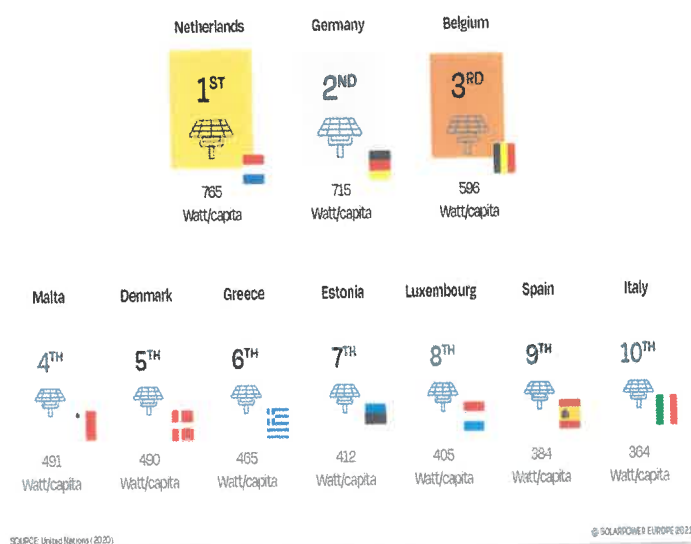 Netherlands Germany Belgium
1ST 2ND 3RD
765 715 596
Watt/capita Watt/capita Watt/capita
Malta Denmark Greece Estonia Luxembourg Spain Italy
4TH 5TH 6TH 7TH 8TH 9TH 10TH
491 490 465 412 405 384 364
Watt/capita Watt/capita Watt/capita Watt/capita Watt/capita Watt/capita Watt/capita
SOURCE: United Nations (2020)
© SOLARPOWER EUROPE 2021